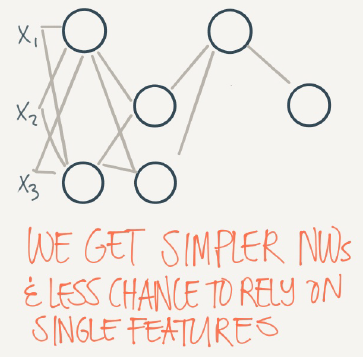 X1
X2
X3
WE GET SIMPLER NWs
& LESS CHANCE TO RELY ON
SINGLE FEATURES